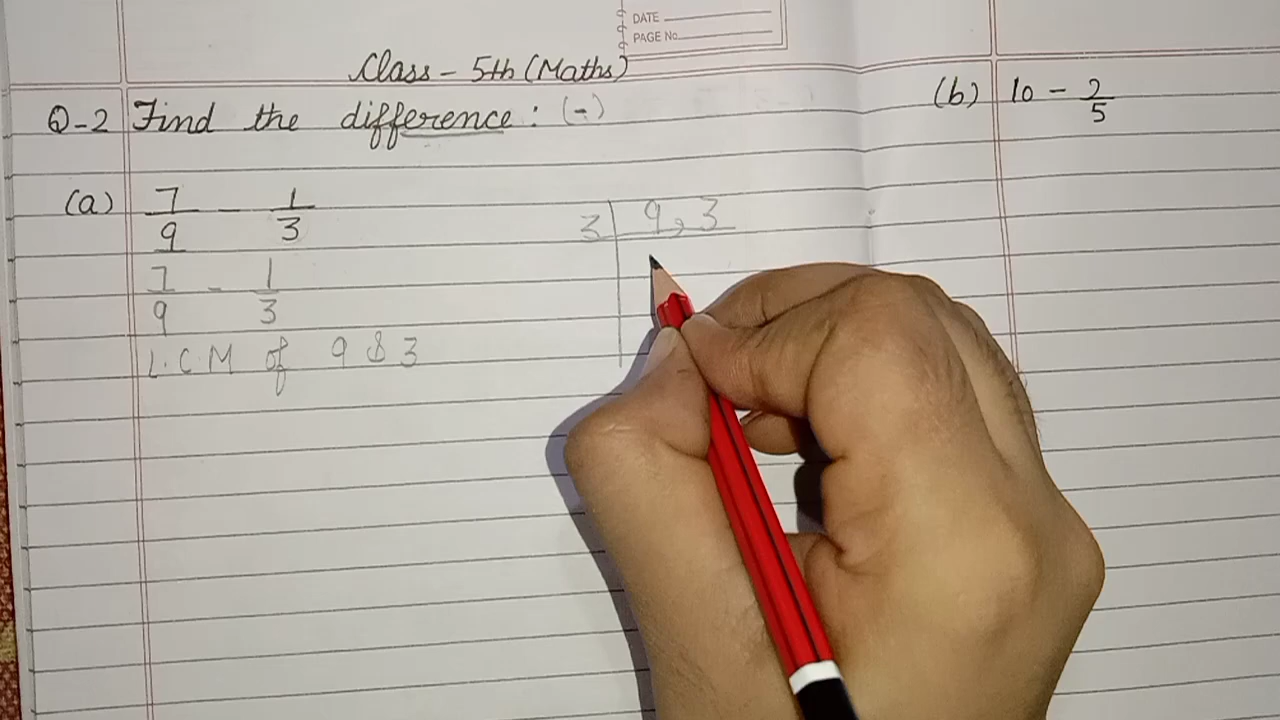 DATE
PAGE No.
Class - 5th (Maths)
Q-2 Find the difference : (-)
(a) 7/9 - 1/3
7/9 - 1/3
L.C.M of 9 & 3
3 | 9, 3
(b) 10 - 2/5